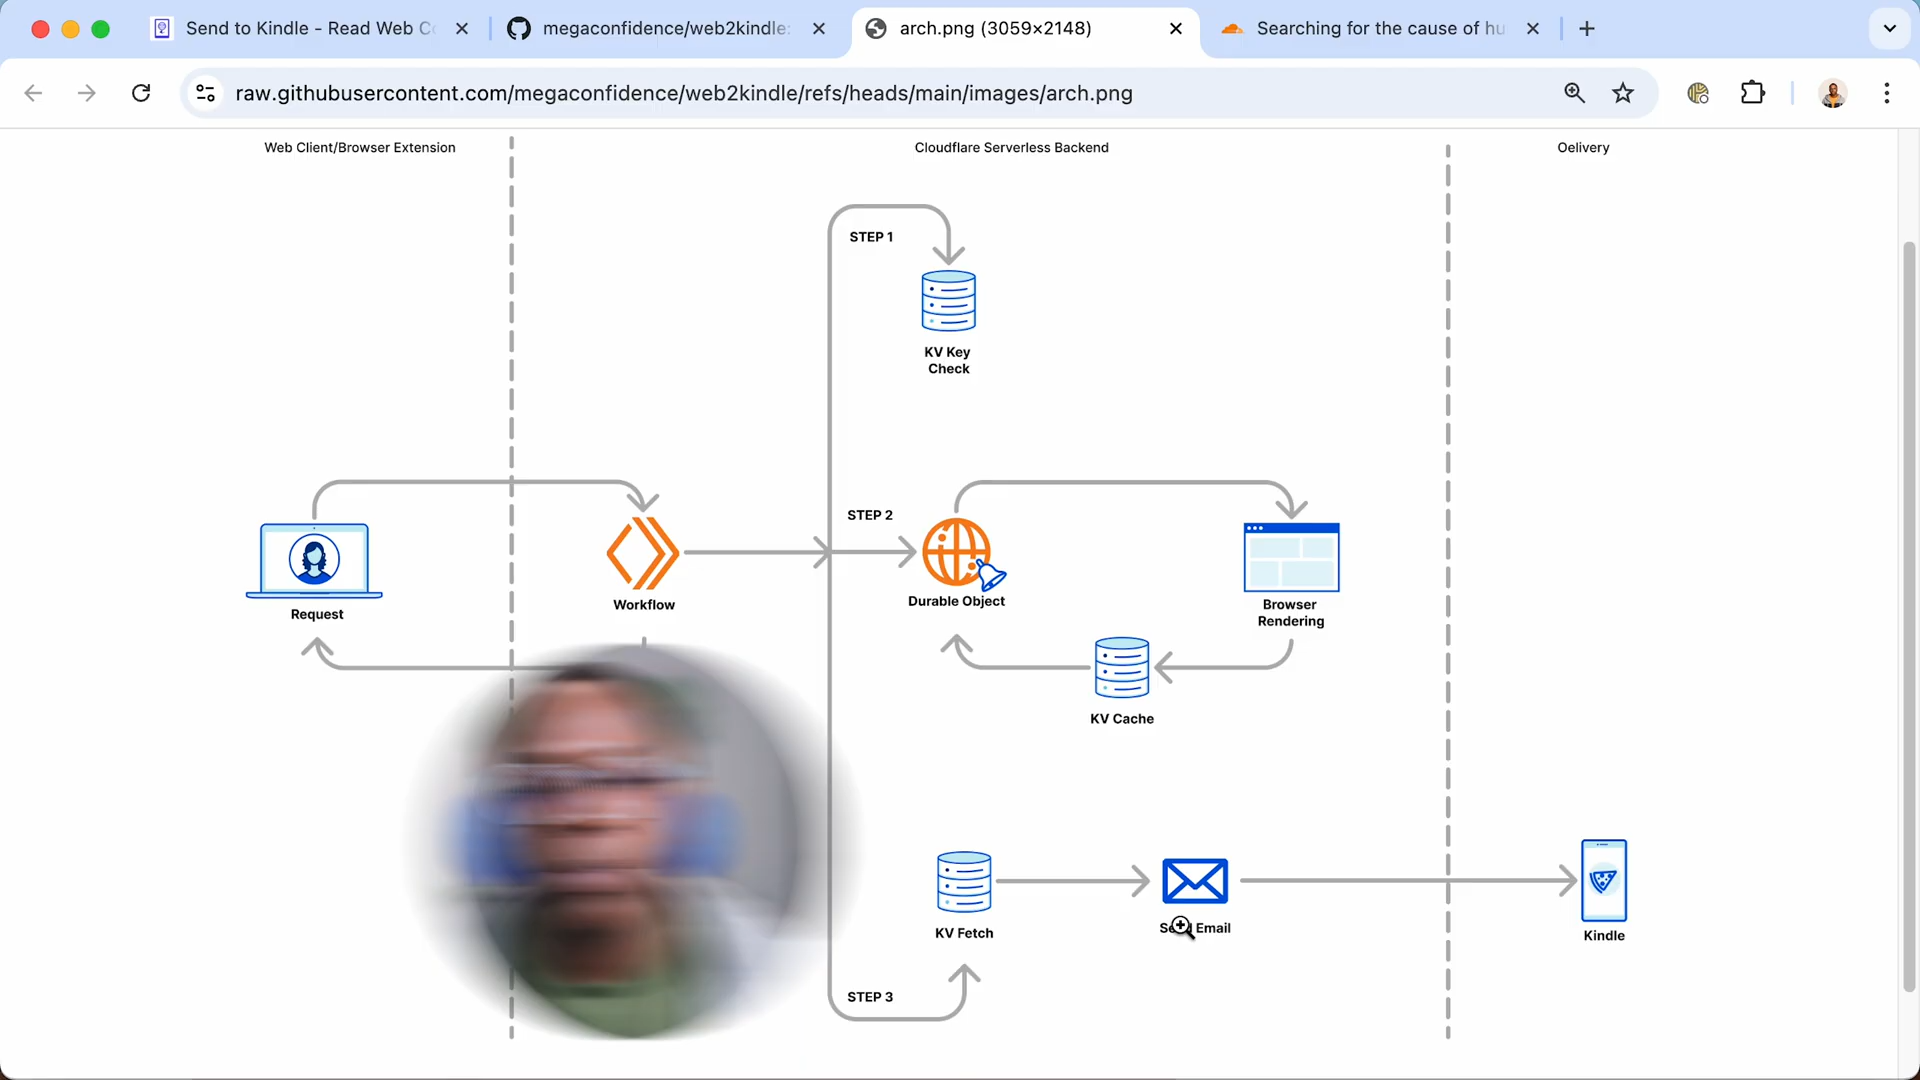 Send to Kindle - Read Web C
megaconfidence/web2kindle:
arch.png (3059×2148)
Searching for the cause of hu
raw.githubusercontent.com/megaconfidence/web2kindle/refs/heads/main/images/arch.png
Web Client/Browser Extension
Cloudflare Serverless Backend
Oelivery
STEP 1
KV Key
Check
STEP 2
Request
Workflow
Durable Object
Browser
Rendering
KV Cache
KV Fetch
Send Email
Kindle
STEP 3